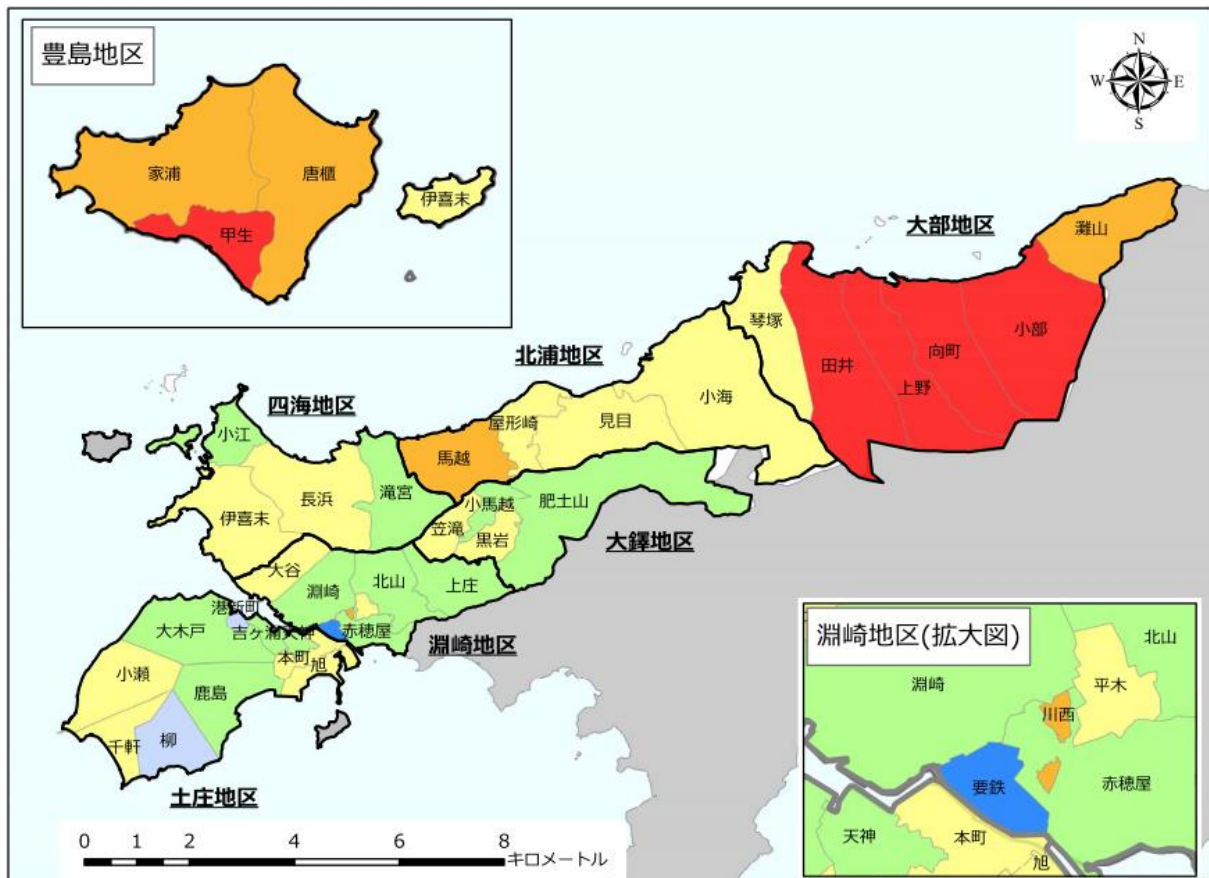 豊島地区
家浦
唐櫃
甲生
伊喜末
N
W
E
S
大部地区
灘山
琴塚
田井
上野
向町
小部
北浦地区
小海
見目
屋形崎
馬越
四海地区
小江
長浜
滝宮
伊喜末
小馬越
肥土山
笠滝
黒岩
大鐸地区
大谷
淵崎
北山
上庄
港新町
大木戸
吉ヶ浦
天神
赤穂屋
淵崎地区
本町
旭
小瀬
鹿島
千軒
柳
土庄地区
0 1 2 4 6 8
キロメートル
淵崎地区(拡大図)
北山
淵崎
平木
川西
要鉄
赤穂屋
天神
本町
旭